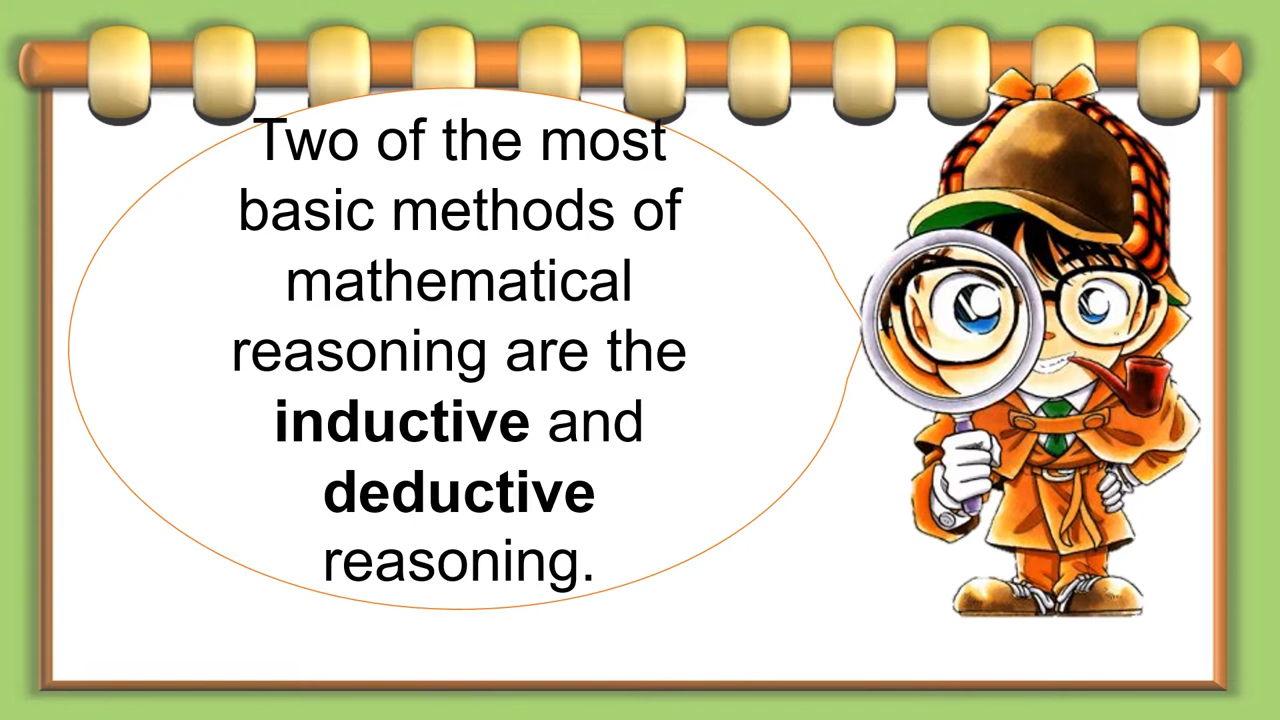 Two of the most
basic methods of
mathematical
reasoning are the
inductive and
deductive
reasoning.